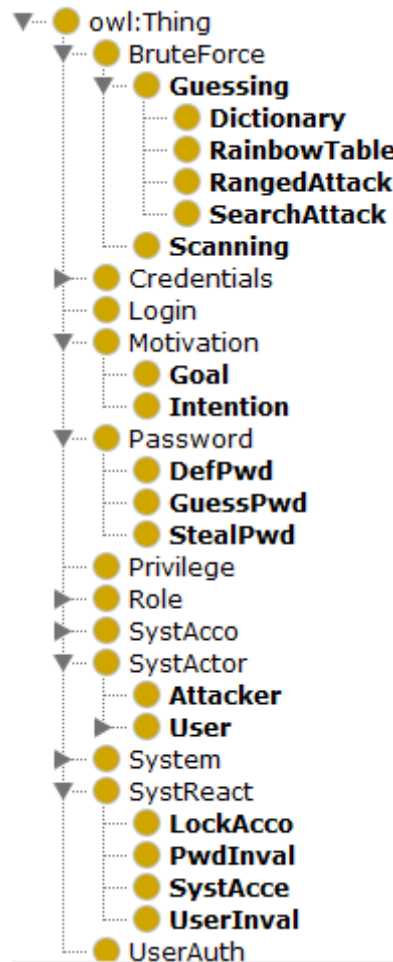 owl:Thing
BruteForce
Guessing
Dictionary
RainbowTable
RangedAttack
SearchAttack
Scanning
Credentials
Login
Motivation
Goal
Intention
Password
DefPwd
GuessPwd
StealPwd
Privilege
Role
SystAcco
SystActor
Attacker
User
System
SystReact
LockAcco
PwdInval
SystAcce
UserInval
UserAuth